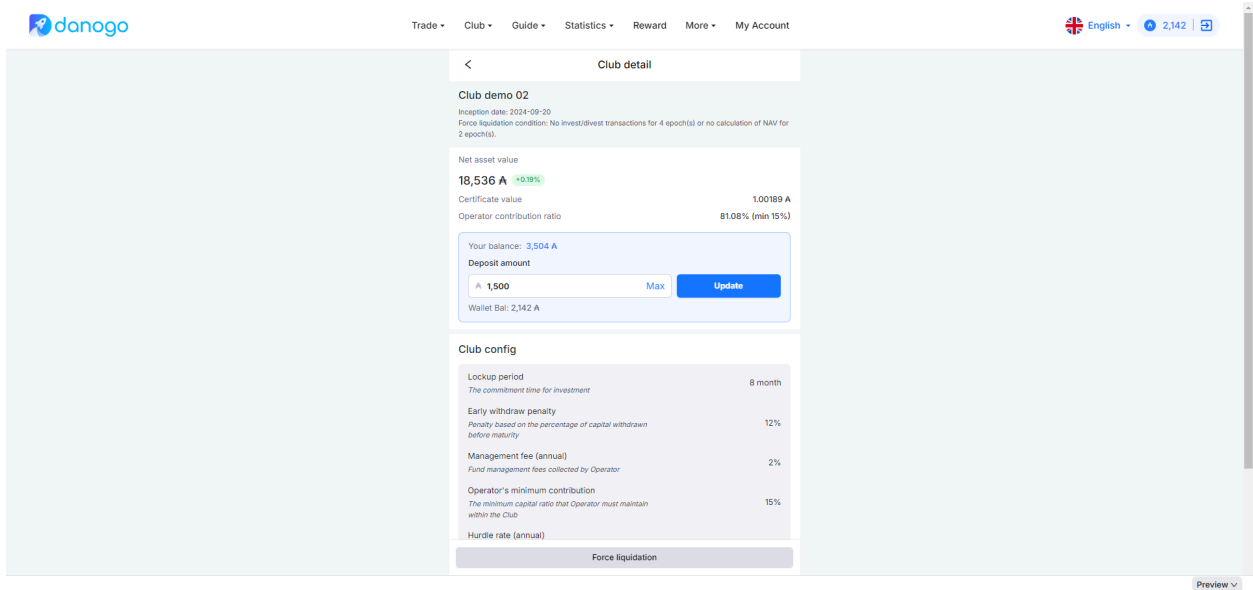 danogo
Trade Club Guide Statistics Reward More My Account
English ₳ 2,142
Club detail
Club demo 02
Inception date: 2024-09-20
Force liquidation condition: No invest/divest transactions for 4 epoch(s) or no calculation of NAV for
2 epoch(s).
Net asset value
18,536 ₳ +0.19%
Certificate value 1.00189 ₳
Operator contribution ratio 81.08% (min 15%)
Your balance: 3,504 ₳
Deposit amount
₳ 1,500 Max Update
Wallet Bal: 2,142 ₳
Club config
Lockup period
The commitment time for investment
8 month
Early withdraw penalty
Penalty based on the percentage of capital withdrawn
before maturity
12%
Management fee (annual)
Fund management fees collected by Operator
2%
Operator's minimum contribution
The minimum capital ratio that Operator must maintain
within the Club
15%
Hurdle rate (annual)
Force liquidation
Preview